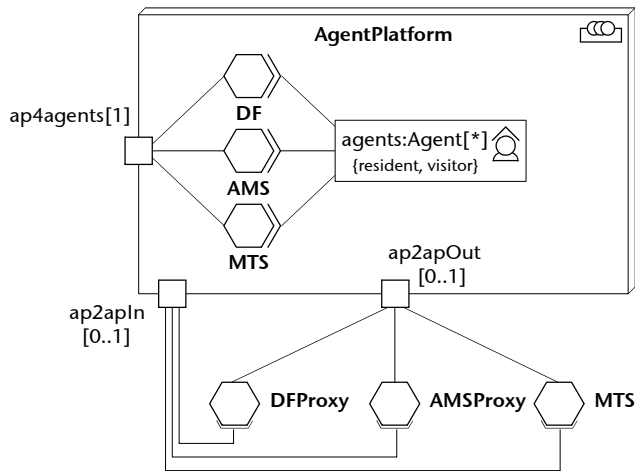 AgentPlatform
ap4agents[1]
DF
agents:Agent[*]
{resident, visitor}
AMS
MTS
ap2apOut
[0..1]
ap2apIn
[0..1]
DFProxy
AMSProxy
MTS